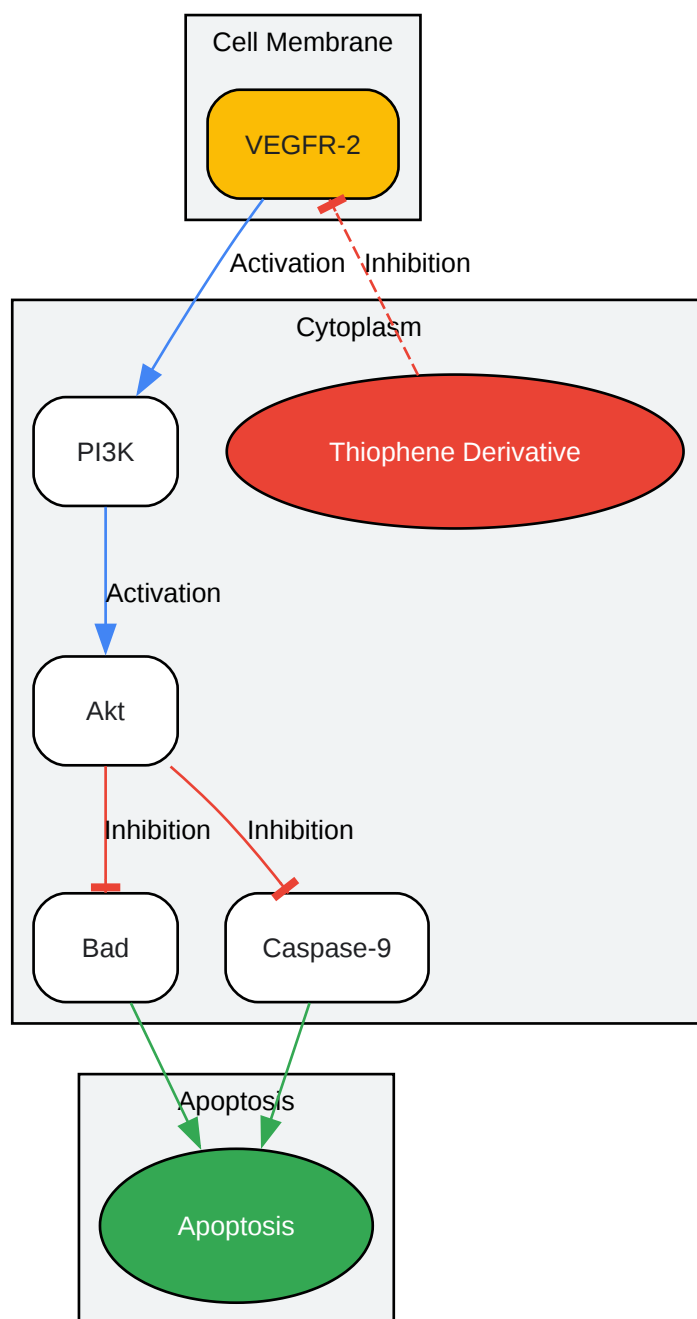 Cell Membrane
VEGFR-2
Activation
Inhibition
Cytoplasm
PI3K
Thiophene Derivative
Activation
Akt
Inhibition
Inhibition
Bad
Caspase-9
Apoptosis
Apoptosis